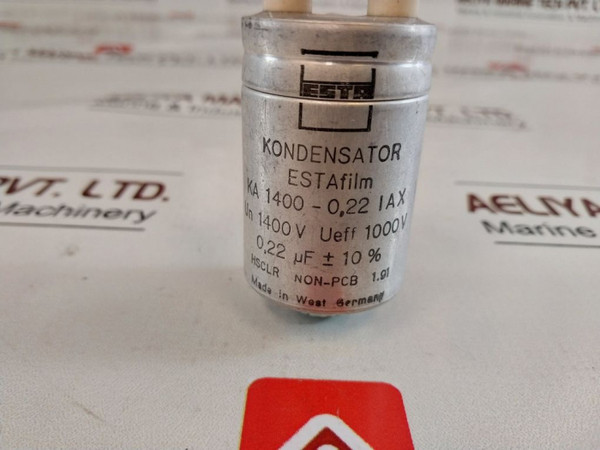 ESTA
KONDENSATOR
ESTAfilm
KA 1400 - 0,22 IAX
Un 1400 V Ueff 1000V
0,22 µF ± 10 %
HSCLR NON-PCB 1.91
Made in West Germany
PVT. LTD.
Machinery
AELIYA
Marine